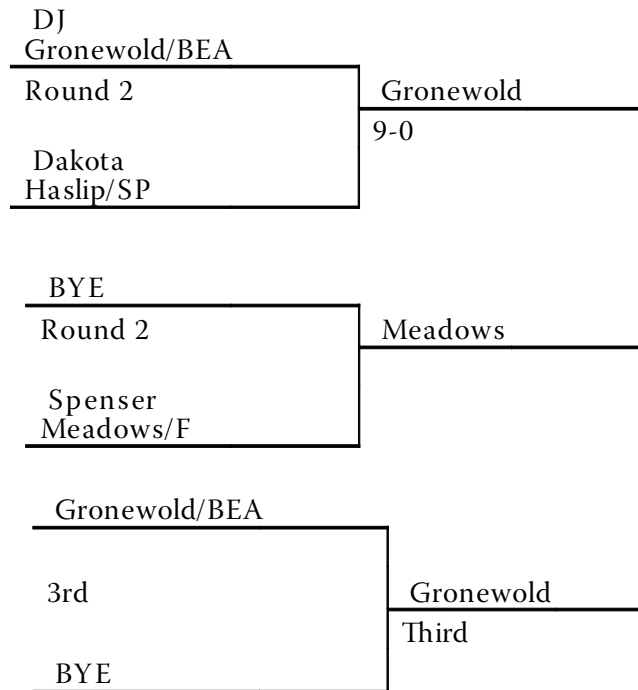 DJ
Gronewold/BEA
Round 2
Gronewold
9-0
Dakota
Haslip/SP
BYE
Round 2
Meadows
Spenser
Meadows/F
Gronewold/BEA
3rd
Gronewold
Third
BYE